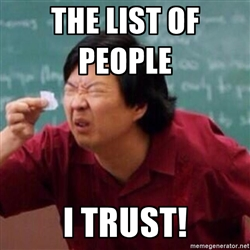 THE LIST OF
PEOPLE
I TRUST!
memegenerator.net